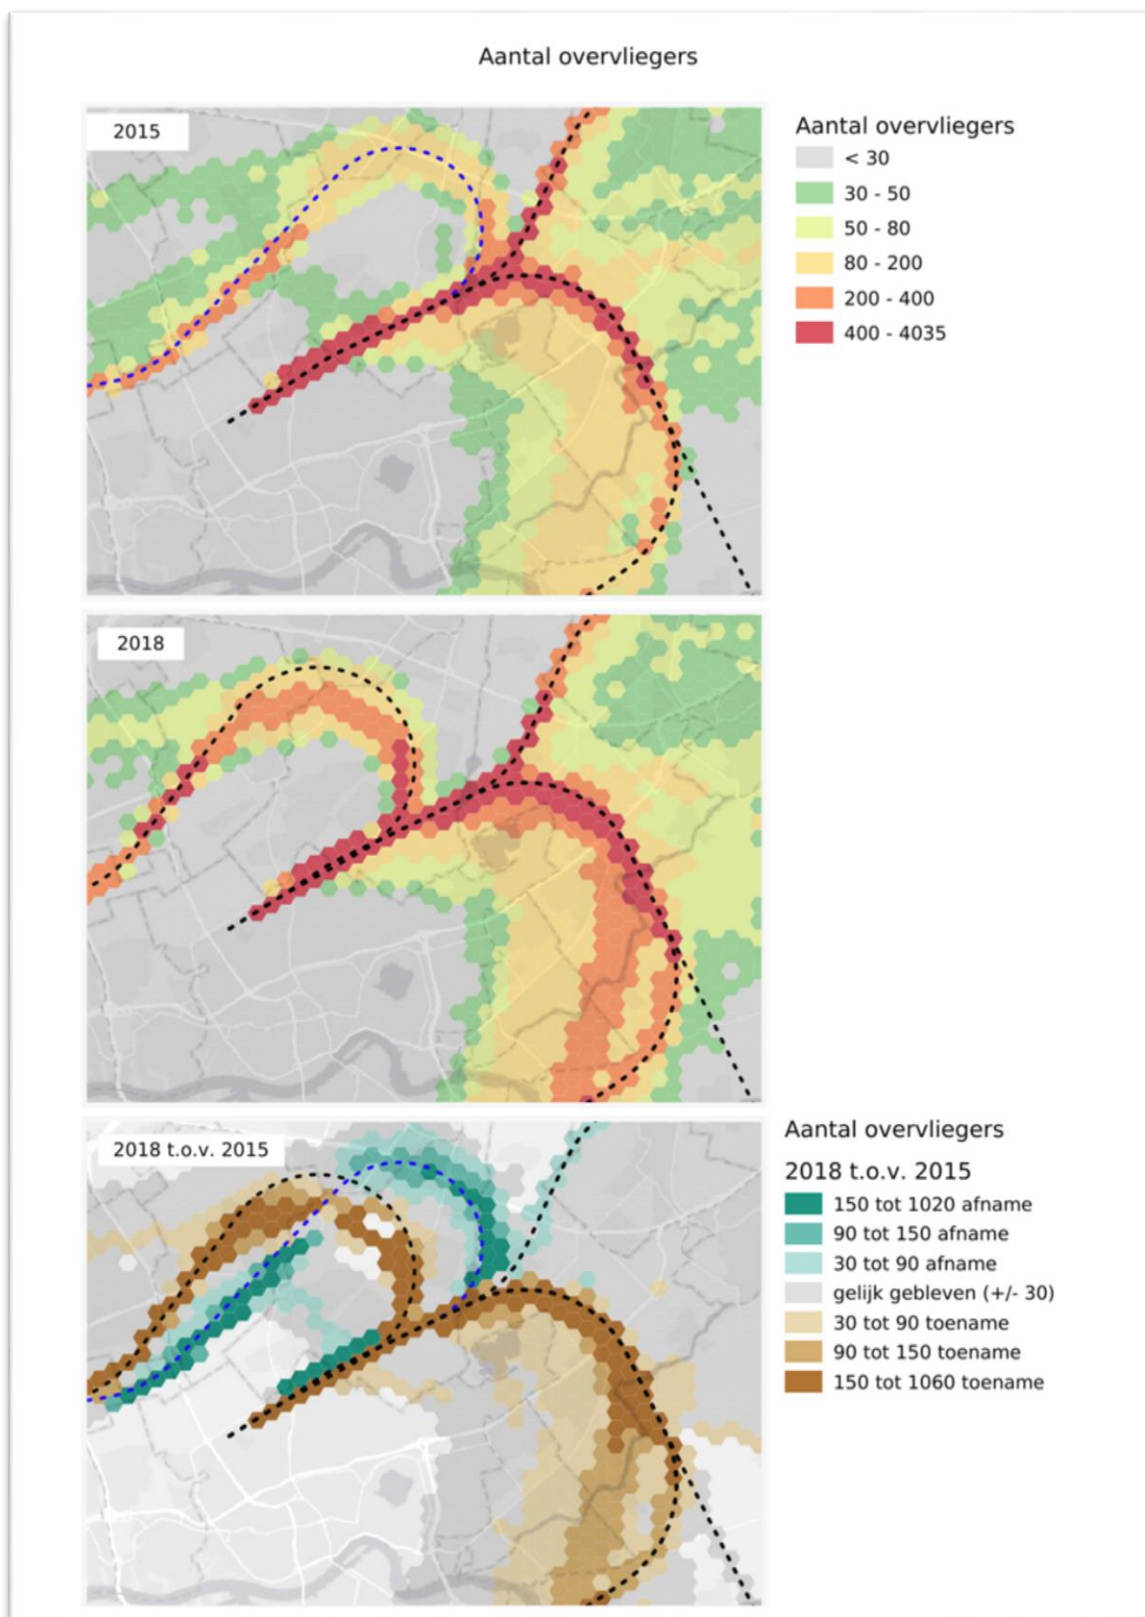 Aantal overvliegers
2015
Aantal overvliegers
< 30
30 - 50
50 - 80
80 - 200
200 - 400
400 - 4035
2018
2018 t.o.v. 2015
Aantal overvliegers
2018 t.o.v. 2015
150 tot 1020 afname
90 tot 150 afname
30 tot 90 afname
gelijk gebleven (+/- 30)
30 tot 90 toename
90 tot 150 toename
150 tot 1060 toename